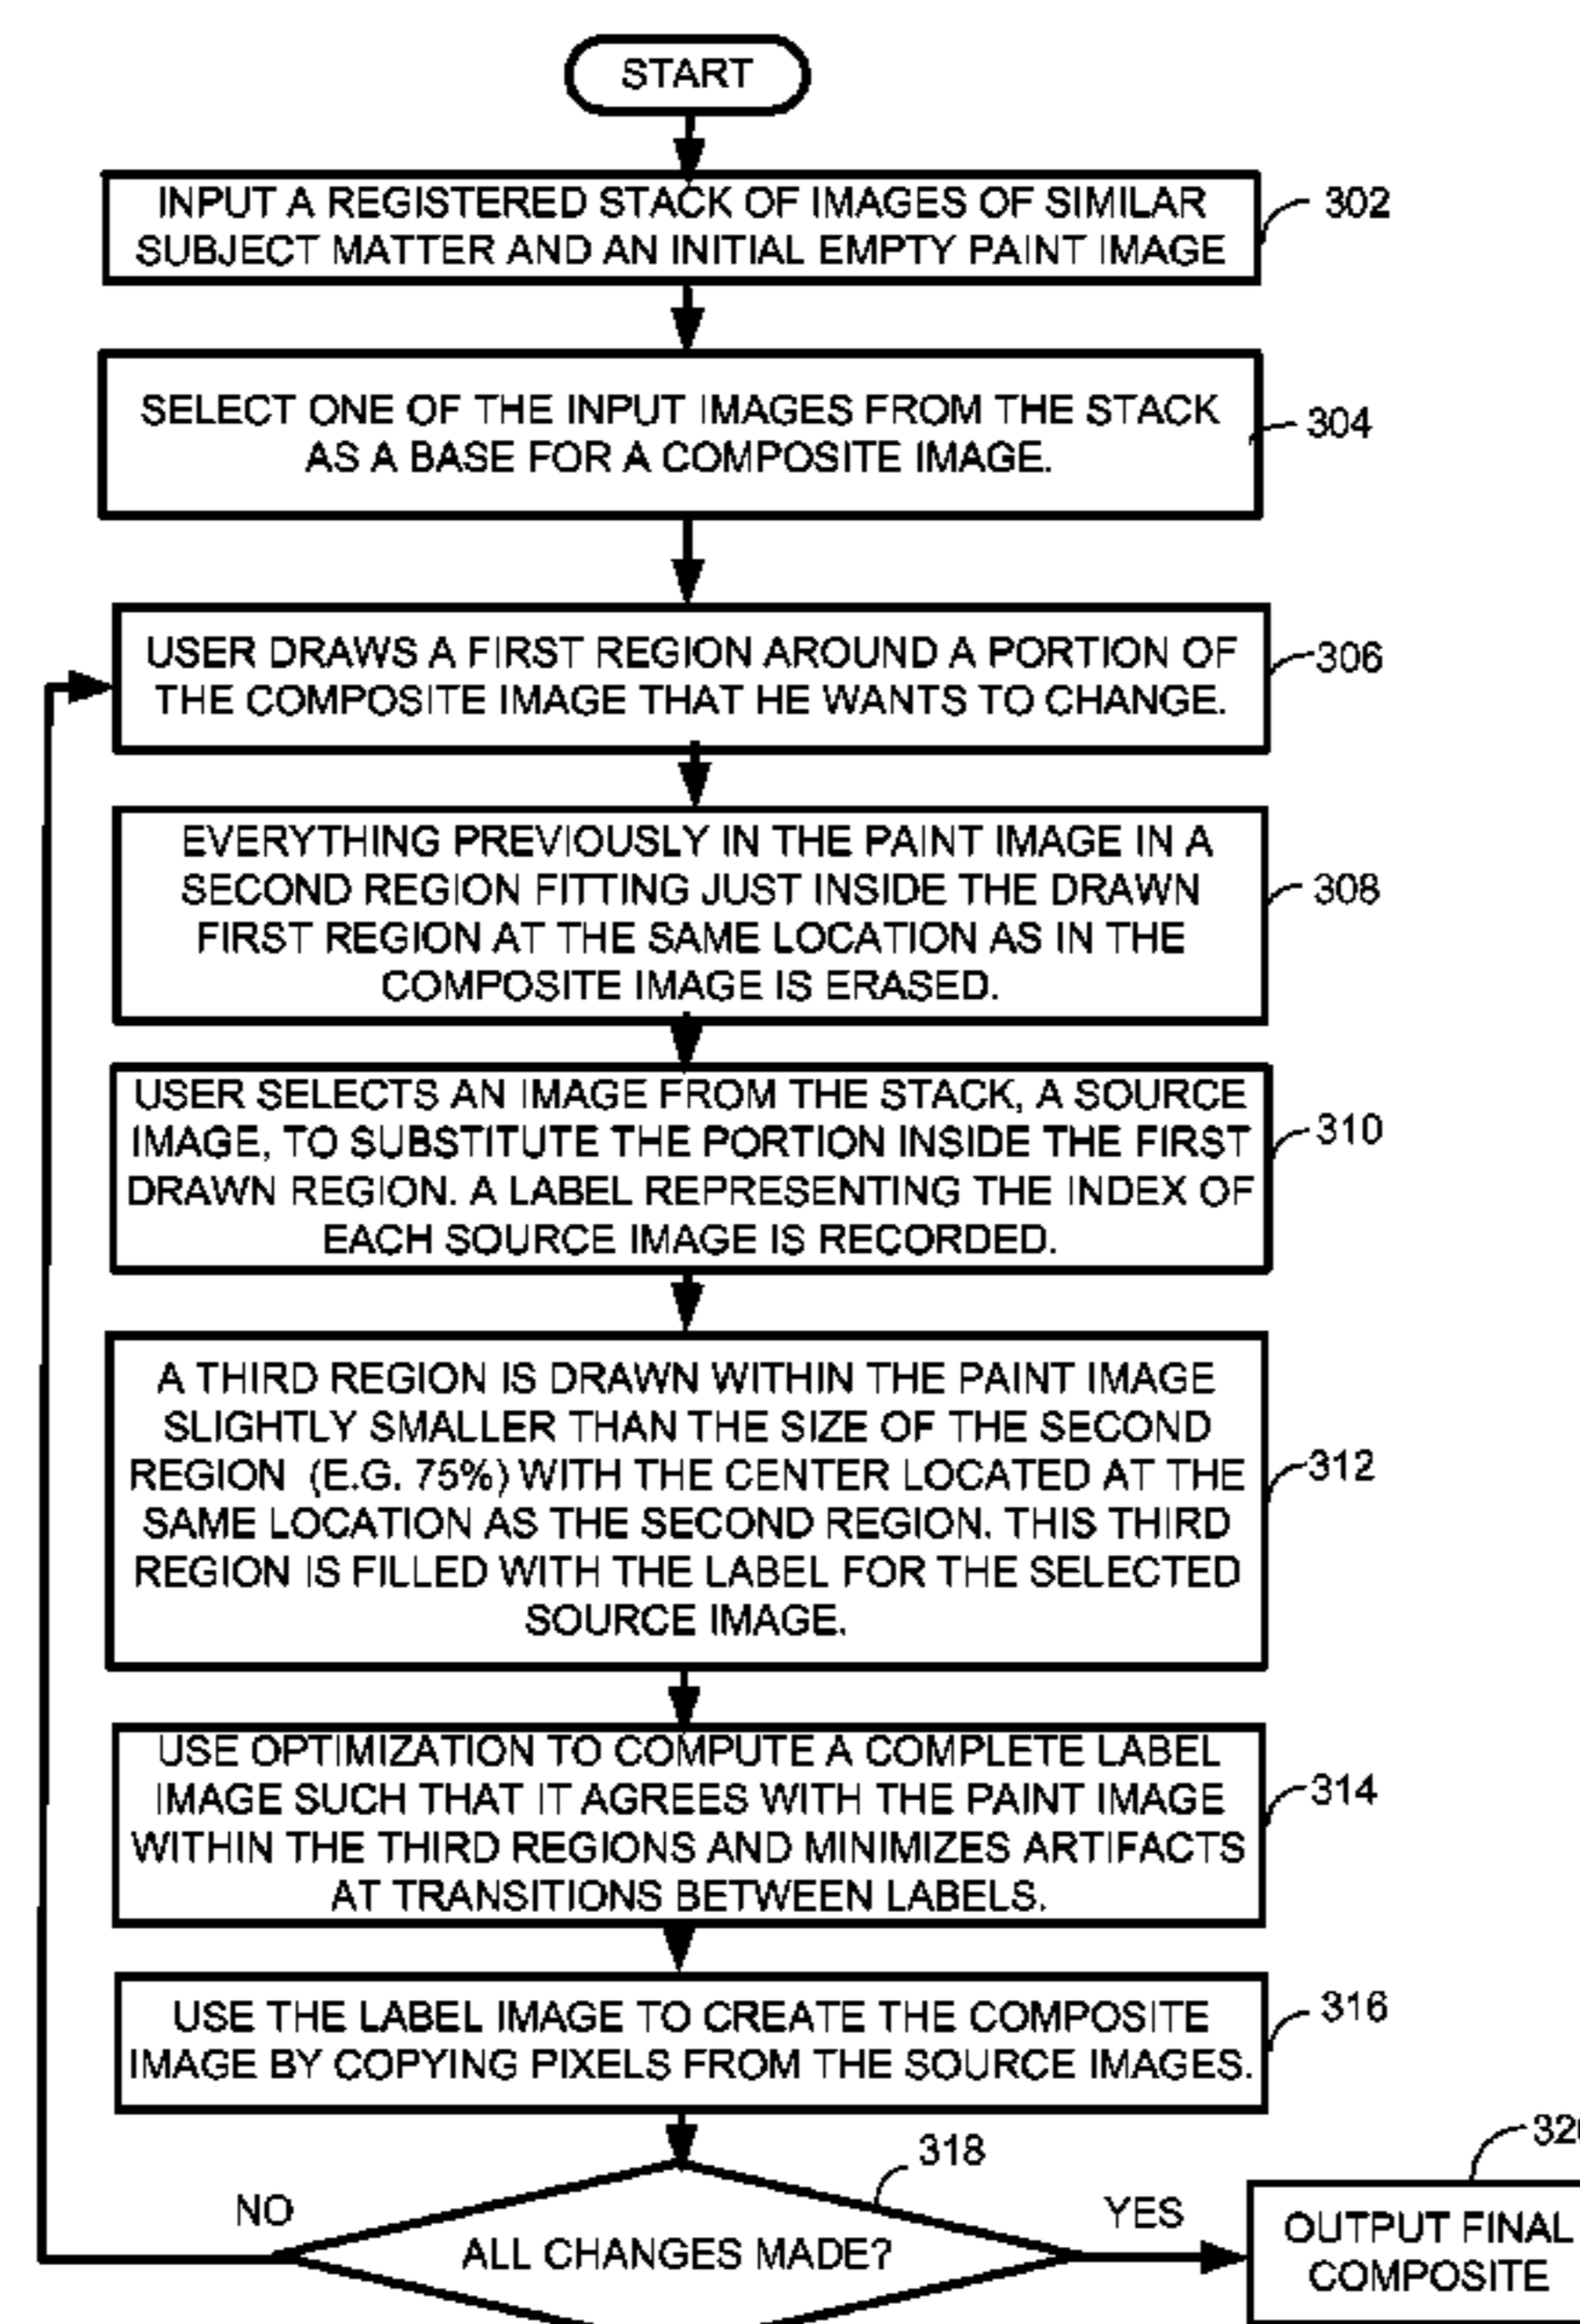 START
INPUT A REGISTERED STACK OF IMAGES OF SIMILAR
SUBJECT MATTER AND AN INITIAL EMPTY PAINT IMAGE
302
SELECT ONE OF THE INPUT IMAGES FROM THE STACK
AS A BASE FOR A COMPOSITE IMAGE.
304
USER DRAWS A FIRST REGION AROUND A PORTION OF
THE COMPOSITE IMAGE THAT HE WANTS TO CHANGE.
306
EVERYTHING PREVIOUSLY IN THE PAINT IMAGE IN A
SECOND REGION FITTING JUST INSIDE THE DRAWN
FIRST REGION AT THE SAME LOCATION AS IN THE
COMPOSITE IMAGE IS ERASED.
308
USER SELECTS AN IMAGE FROM THE STACK, A SOURCE
IMAGE, TO SUBSTITUTE THE PORTION INSIDE THE FIRST
DRAWN REGION. A LABEL REPRESENTING THE INDEX OF
EACH SOURCE IMAGE IS RECORDED.
310
A THIRD REGION IS DRAWN WITHIN THE PAINT IMAGE
SLIGHTLY SMALLER THAN THE SIZE OF THE SECOND
REGION (E.G. 75%) WITH THE CENTER LOCATED AT THE
SAME LOCATION AS THE SECOND REGION. THIS THIRD
REGION IS FILLED WITH THE LABEL FOR THE SELECTED
SOURCE IMAGE.
312
USE OPTIMIZATION TO COMPUTE A COMPLETE LABEL
IMAGE SUCH THAT IT AGREES WITH THE PAINT IMAGE
WITHIN THE THIRD REGIONS AND MINIMIZES ARTIFACTS
AT TRANSITIONS BETWEEN LABELS.
314
USE THE LABEL IMAGE TO CREATE THE COMPOSITE
IMAGE BY COPYING PIXELS FROM THE SOURCE IMAGES.
316
318
NO
ALL CHANGES MADE?
YES
OUTPUT FINAL
COMPOSITE